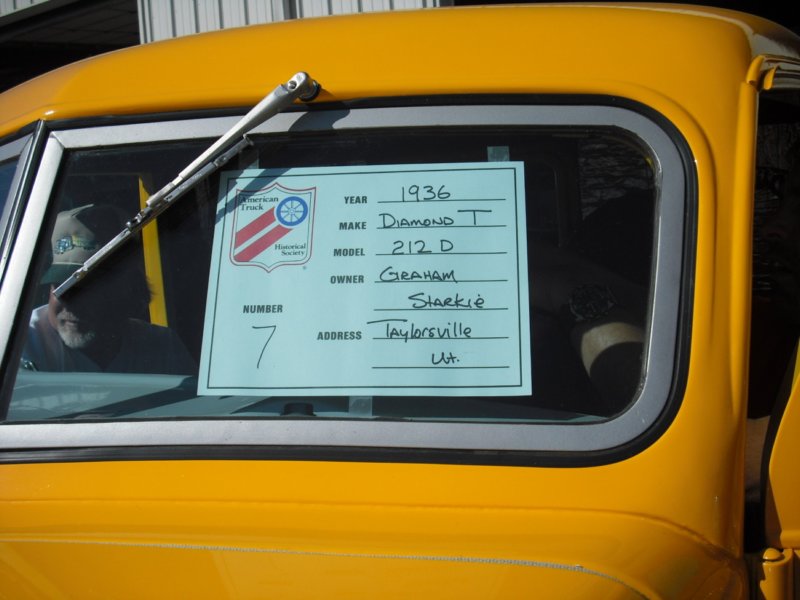 American
Truck
Historical
Society
YEAR 1936
MAKE DIAMOND T
MODEL 212 D
OWNER GRAHAM
STARKIE
NUMBER
7
ADDRESS TAYlorsville
Ut.